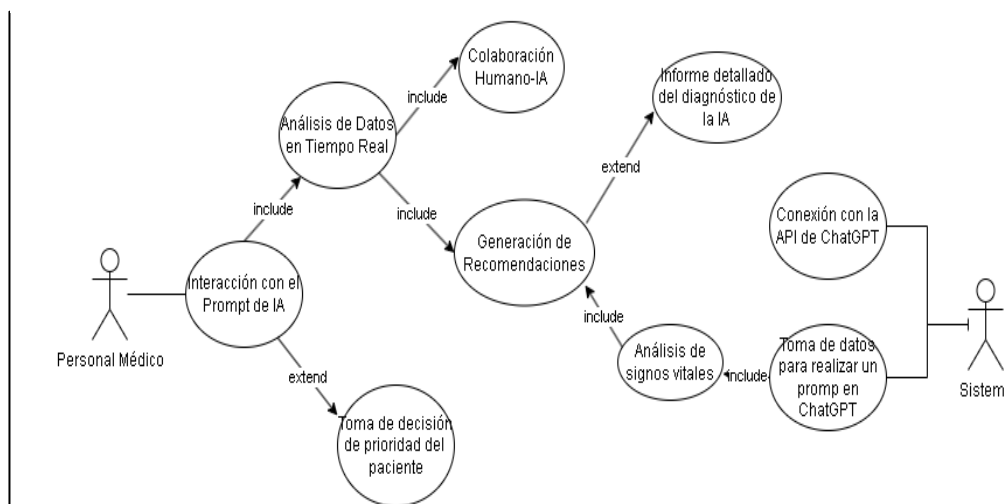 Colaboración
Humano-IA
include
Informe detallado
del diagnóstico de
la IA
Análisis de Datos
en Tiempo Real
extend
include
include
Conexión con la
API de ChatGPT
Generación de
Recomendaciones
Interacción con el
Prompt de IA
Personal Médico
include
Análisis de
signos vitales
include
Toma de datos
para realizar un
promp en
ChatGPT
Sistem
extend
Toma de decisión
de prioridad del
paciente